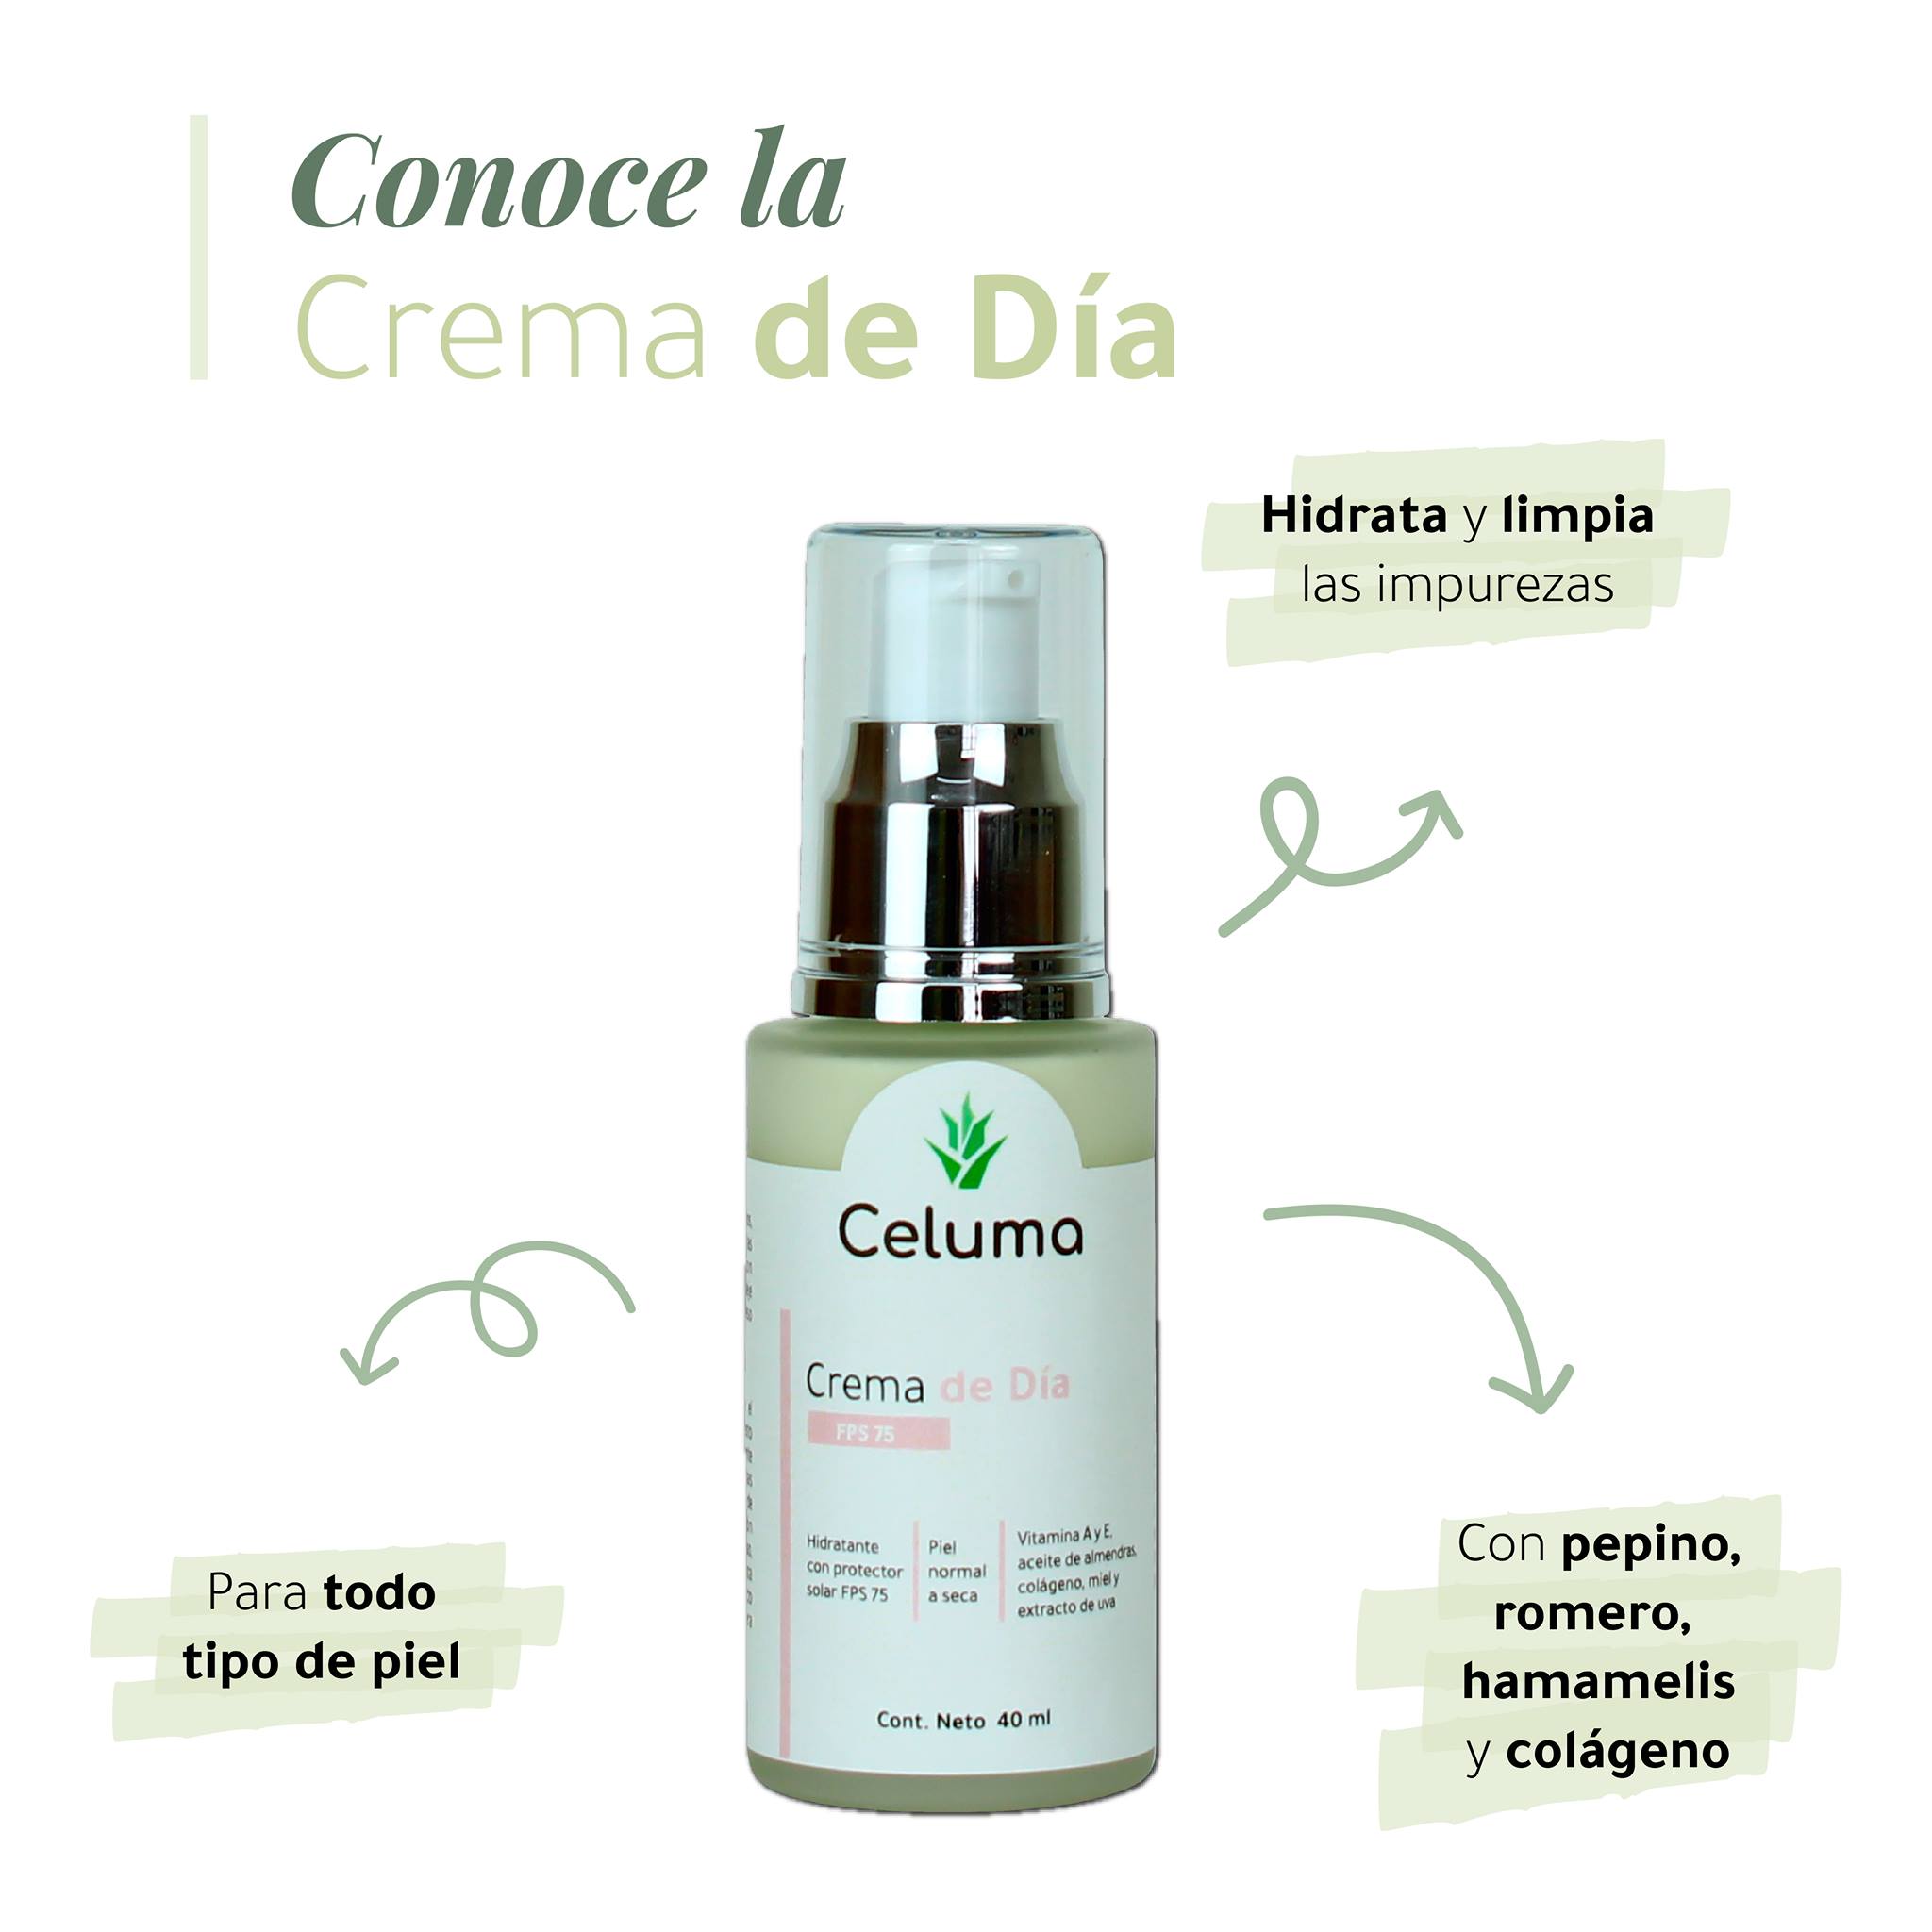 Conoce la
Crema de Día
Hidrata y limpia
las impurezas
Celuma
Crema de Día
FPS 75
Hidratante
con protector
solar FPS 75
Piel
normal
a seca
Vitamina A y E,
aceite de almendras,
colágeno, miel y
extracto de uva
Cont. Neto 40 ml
Para todo
tipo de piel
Con pepino,
romero,
hamamelis
y colágeno